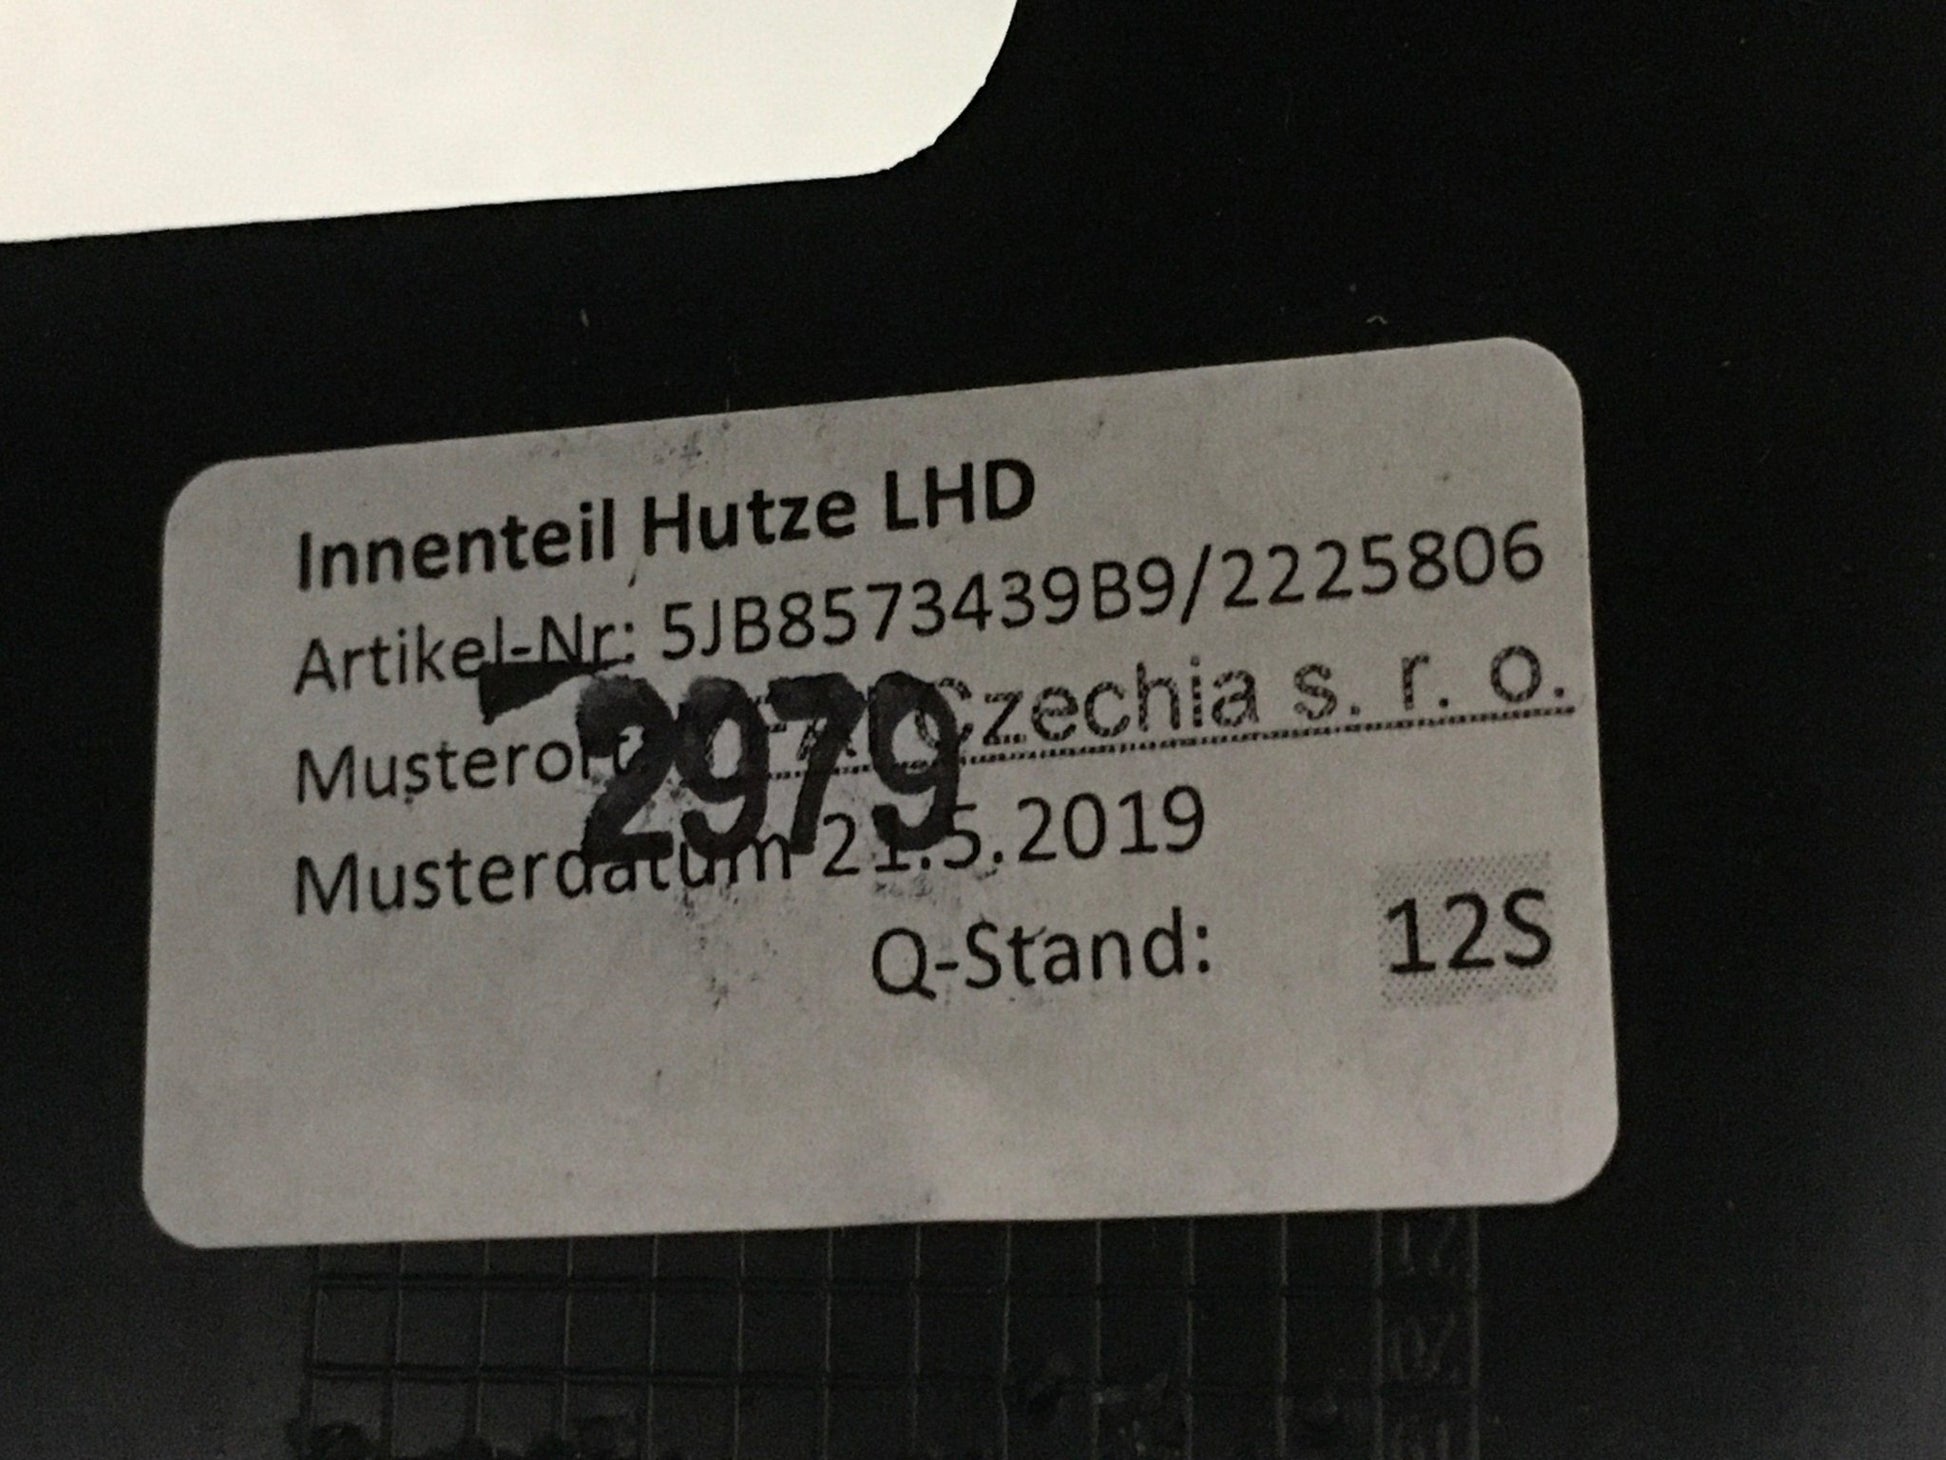 Innenteil Hutze LHD
Artikel-Nr: 5JB8573439B9/2225806
Musterort Czechia s. r. o.
2979
Musterdatum 21.5.2019
Q-Stand: 12S